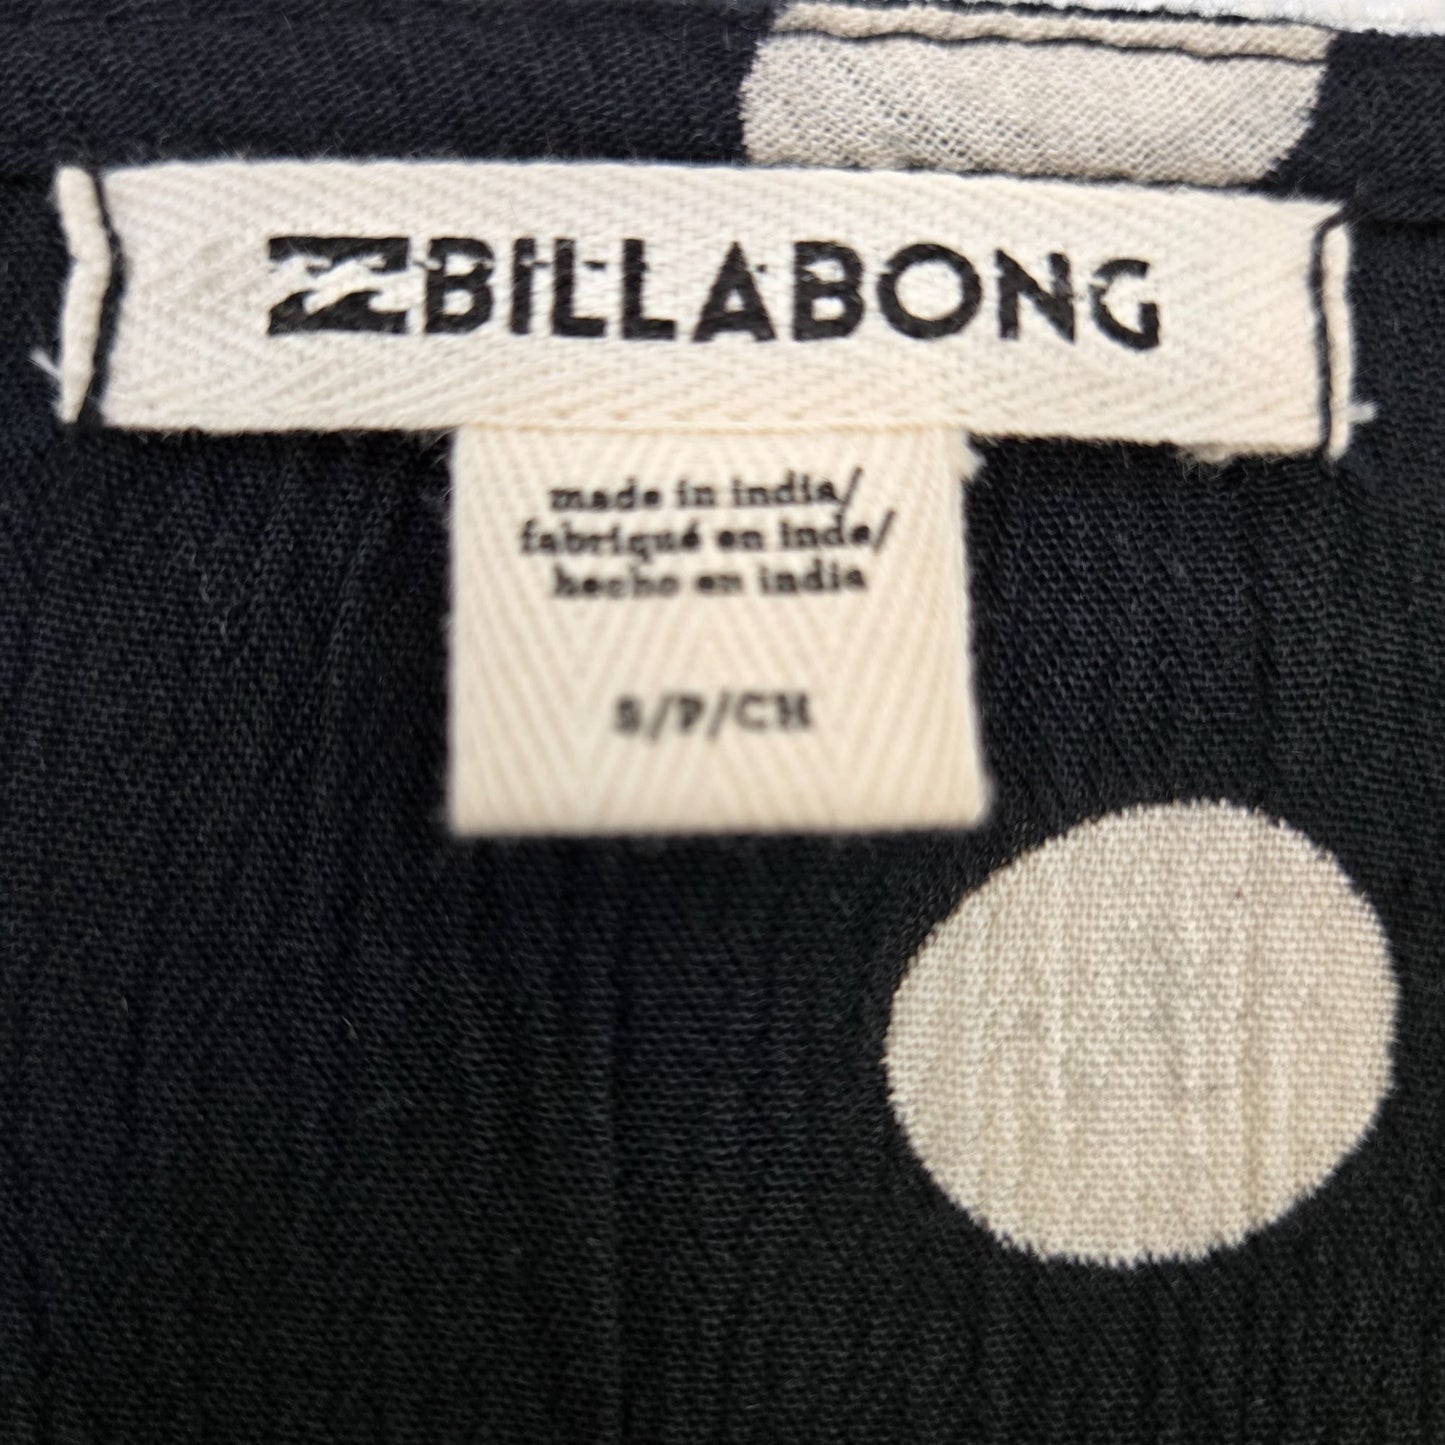 BILLABONG
made in india/
fabriqué en inde/
hecho en india
S/P/CH